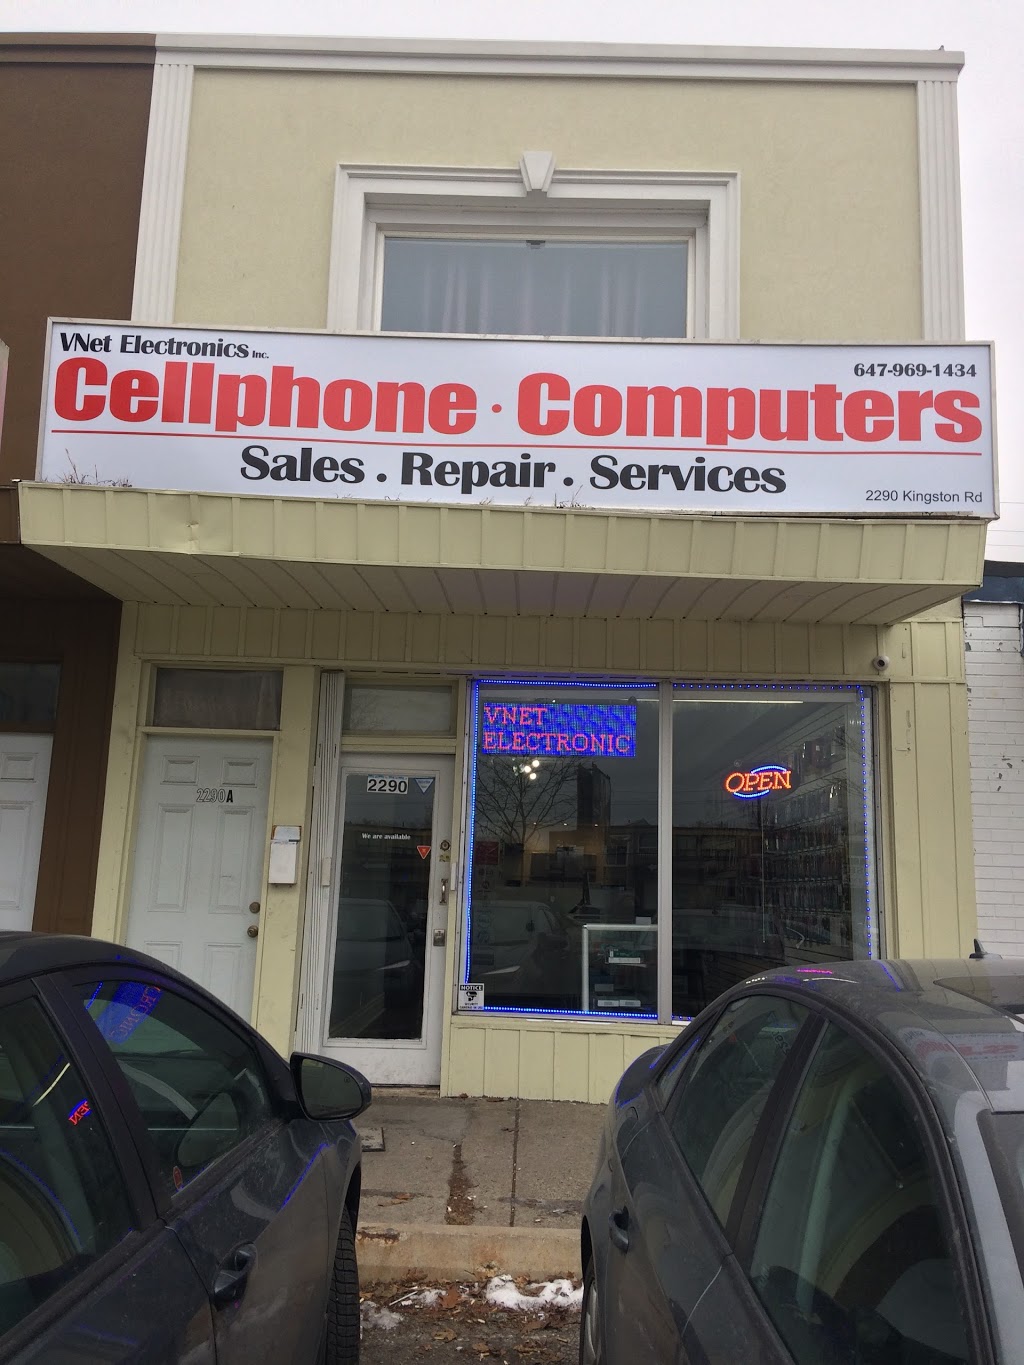 VNet Electronics Inc.
647-969-1434
Cellphone · Computers
Sales . Repair . Services
2290 Kingston Rd
VNET
ELECTRONIC
OPEN
2290
2290A
We are available
NOTICE